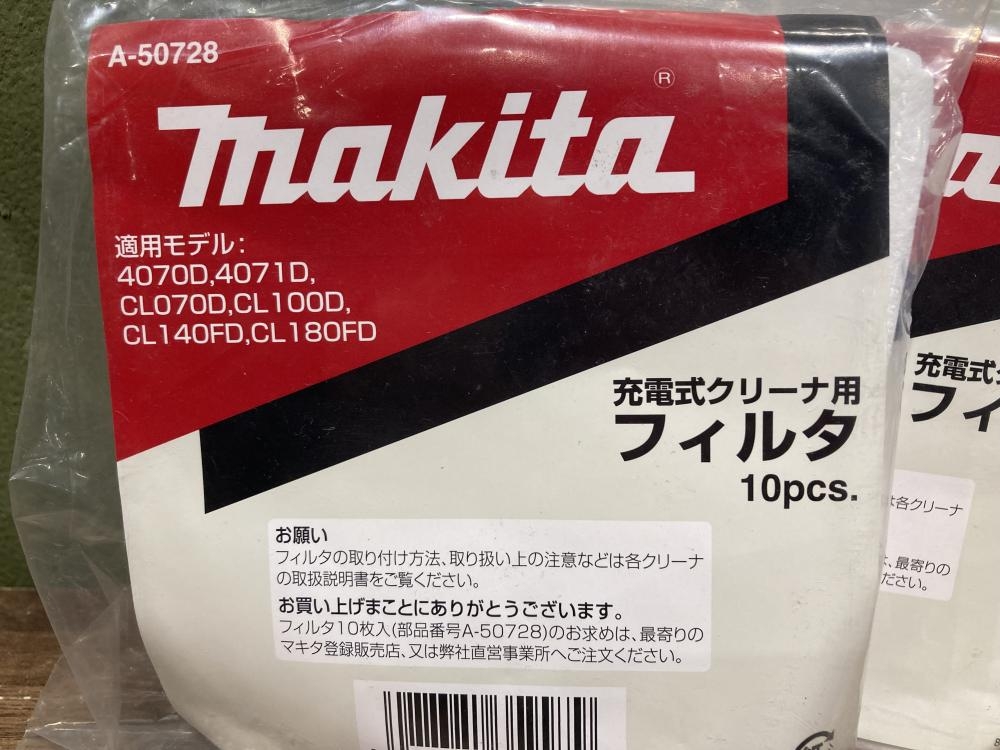 A-50728
makita®
適用モデル:
4070D,4071D,
CL070D,CL100D,
CL140FD,CL180FD
充電式クリーナ用
フィルタ
10pcs.
お願い
フィルタの取り付け方法、取り扱い上の注意などは各クリーナ
の取扱説明書をご覧ください。
お買い上げまことにありがとうございます。
フィルタ10枚入(部品番号A-50728)のお求めは、最寄りの
マキタ登録販売店、又は弊社直営事業所へご注文ください。
ta
充電式
フィ
は各クリーナ
、最寄りの
ださい。